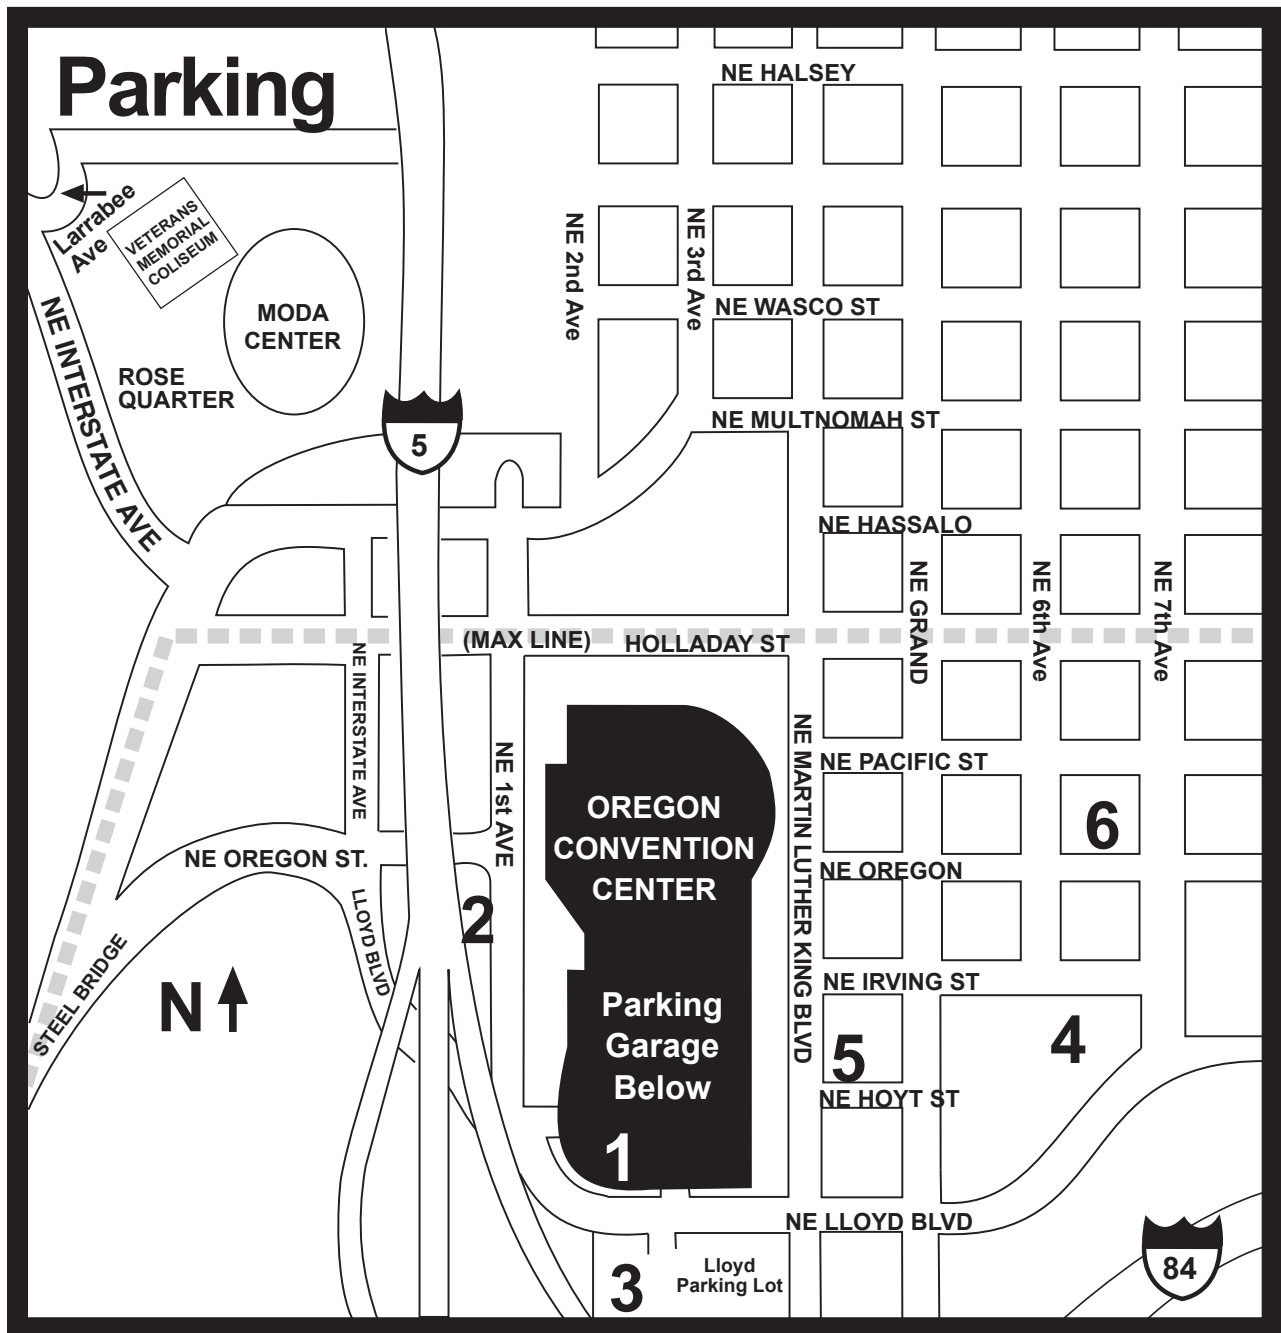 Parking
NE HALSEY
Larrabee
Ave
VETERANS
MEMORIAL
COLISEUM
NE 2nd Ave
NE 3rd Ave
NE INTERSTATE AVE
MODA
CENTER
NE WASCO ST
ROSE
QUARTER
NE MULTNOMAH ST
5
NE HASSALO
NE GRAND
NE 6th Ave
NE 7th Ave
(MAX LINE)
HOLLADAY ST
NE INTERSTATE AVE
NE 1st AVE
NE MARTIN LUTHER KING BLVD
NE PACIFIC ST
OREGON
CONVENTION
CENTER
6
NE OREGON ST.
NE OREGON
LLOYD BLVD
2
STEEL BRIDGE
N
NE IRVING ST
Parking
Garage
Below
5
4
NE HOYT ST
1
NE LLOYD BLVD
3
Lloyd
Parking Lot
84